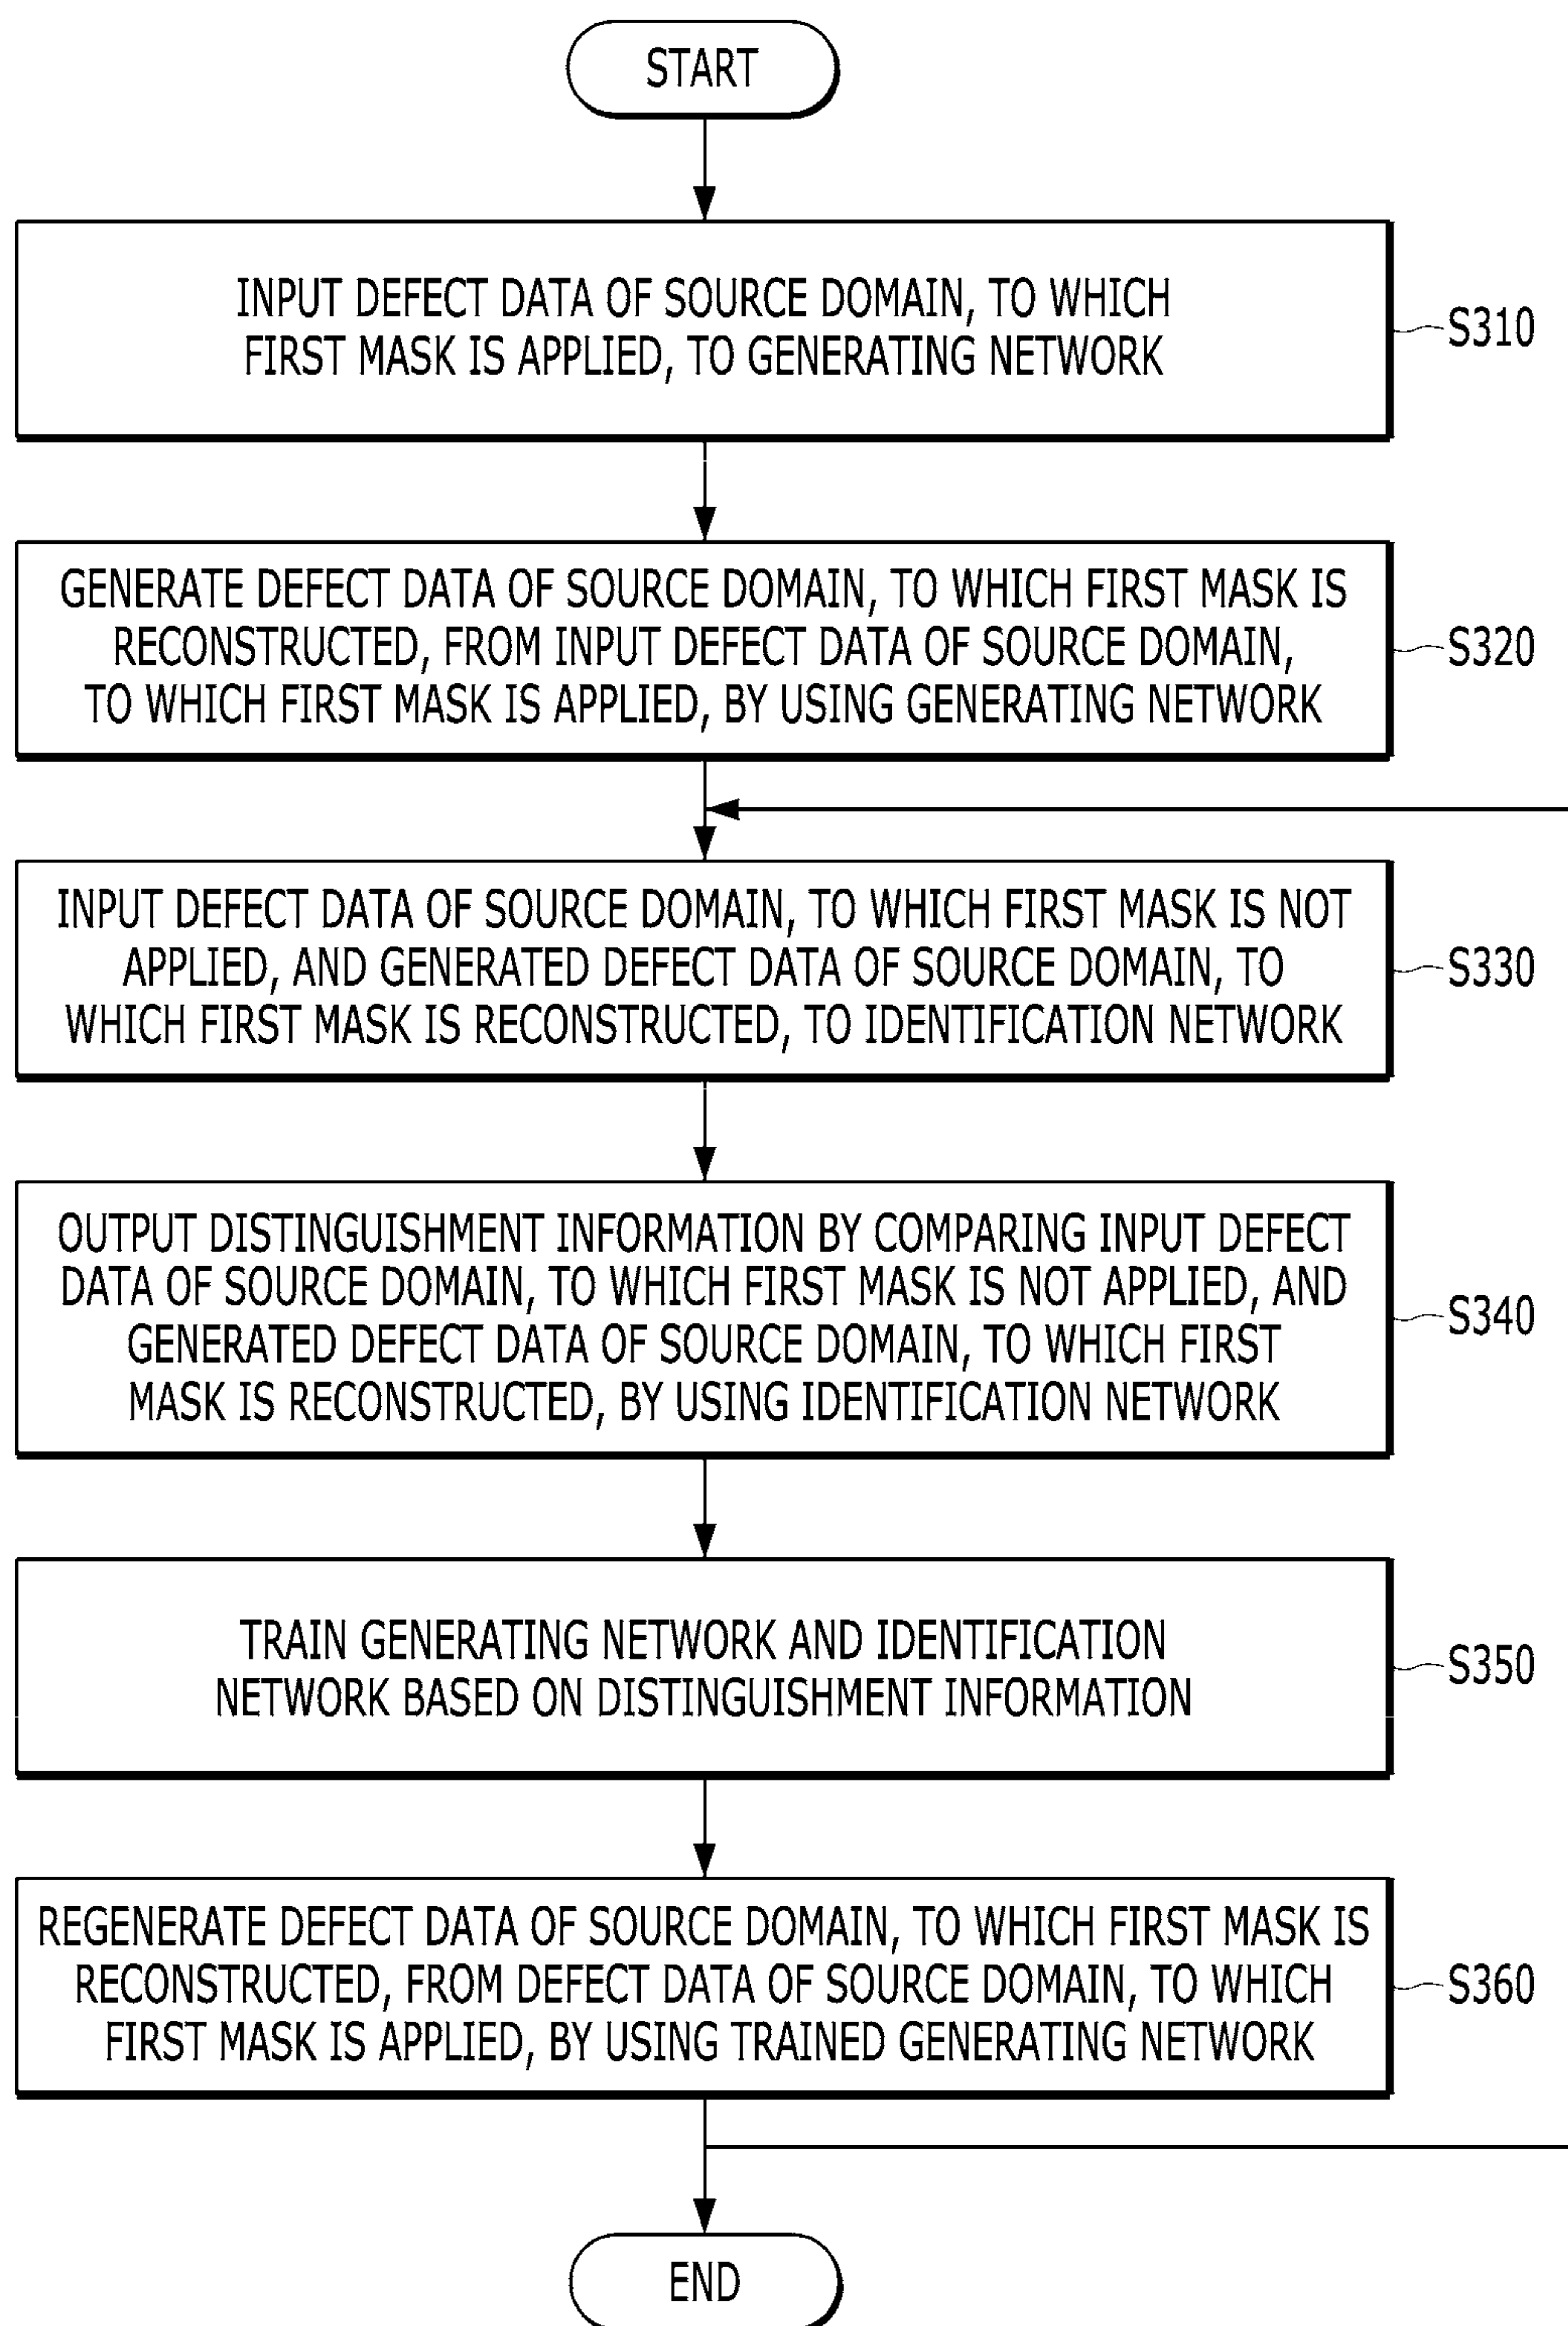 START
INPUT DEFECT DATA OF SOURCE DOMAIN, TO WHICH
FIRST MASK IS APPLIED, TO GENERATING NETWORK
S310
GENERATE DEFECT DATA OF SOURCE DOMAIN, TO WHICH FIRST MASK IS
RECONSTRUCTED, FROM INPUT DEFECT DATA OF SOURCE DOMAIN,
TO WHICH FIRST MASK IS APPLIED, BY USING GENERATING NETWORK
S320
INPUT DEFECT DATA OF SOURCE DOMAIN, TO WHICH FIRST MASK IS NOT
APPLIED, AND GENERATED DEFECT DATA OF SOURCE DOMAIN, TO
WHICH FIRST MASK IS RECONSTRUCTED, TO IDENTIFICATION NETWORK
S330
OUTPUT DISTINGUISHMENT INFORMATION BY COMPARING INPUT DEFECT
DATA OF SOURCE DOMAIN, TO WHICH FIRST MASK IS NOT APPLIED, AND
GENERATED DEFECT DATA OF SOURCE DOMAIN, TO WHICH FIRST
MASK IS RECONSTRUCTED, BY USING IDENTIFICATION NETWORK
S340
TRAIN GENERATING NETWORK AND IDENTIFICATION
NETWORK BASED ON DISTINGUISHMENT INFORMATION
S350
REGENERATE DEFECT DATA OF SOURCE DOMAIN, TO WHICH FIRST MASK IS
RECONSTRUCTED, FROM DEFECT DATA OF SOURCE DOMAIN, TO WHICH
FIRST MASK IS APPLIED, BY USING TRAINED GENERATING NETWORK
S360
END